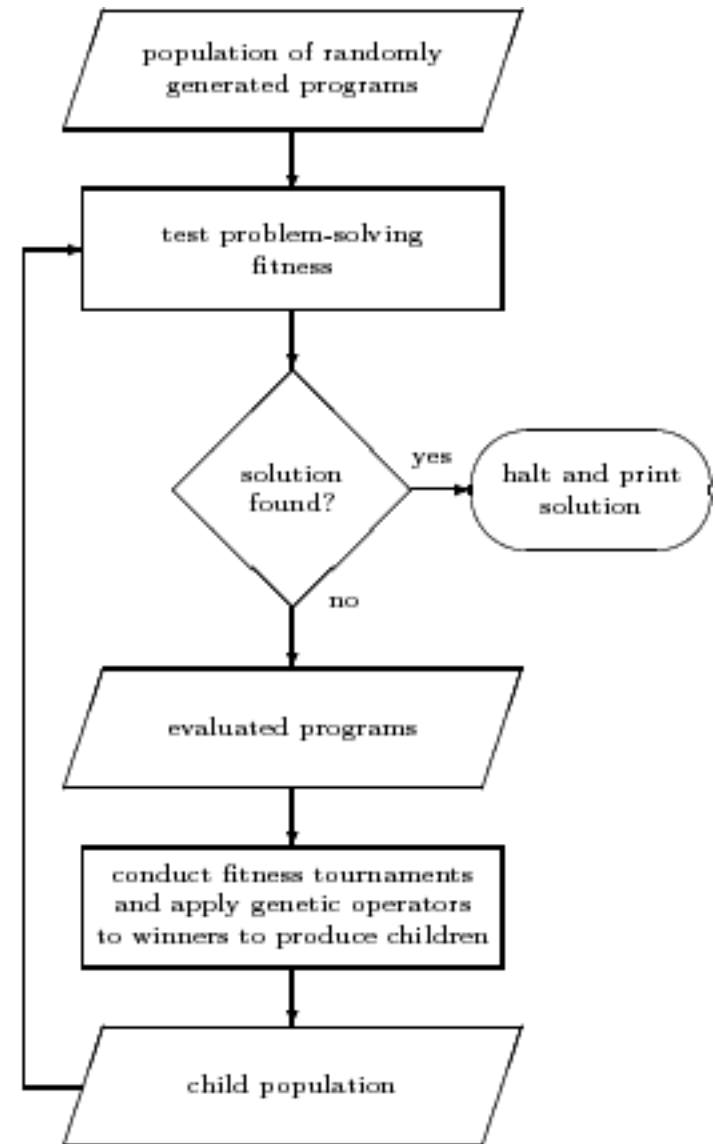 population of randomly
generated programs
test problem-solving
fitness
solution
found?
yes
halt and print
solution
no
evaluated programs
conduct fitness tournaments
and apply genetic operators
to winners to produce children
child population